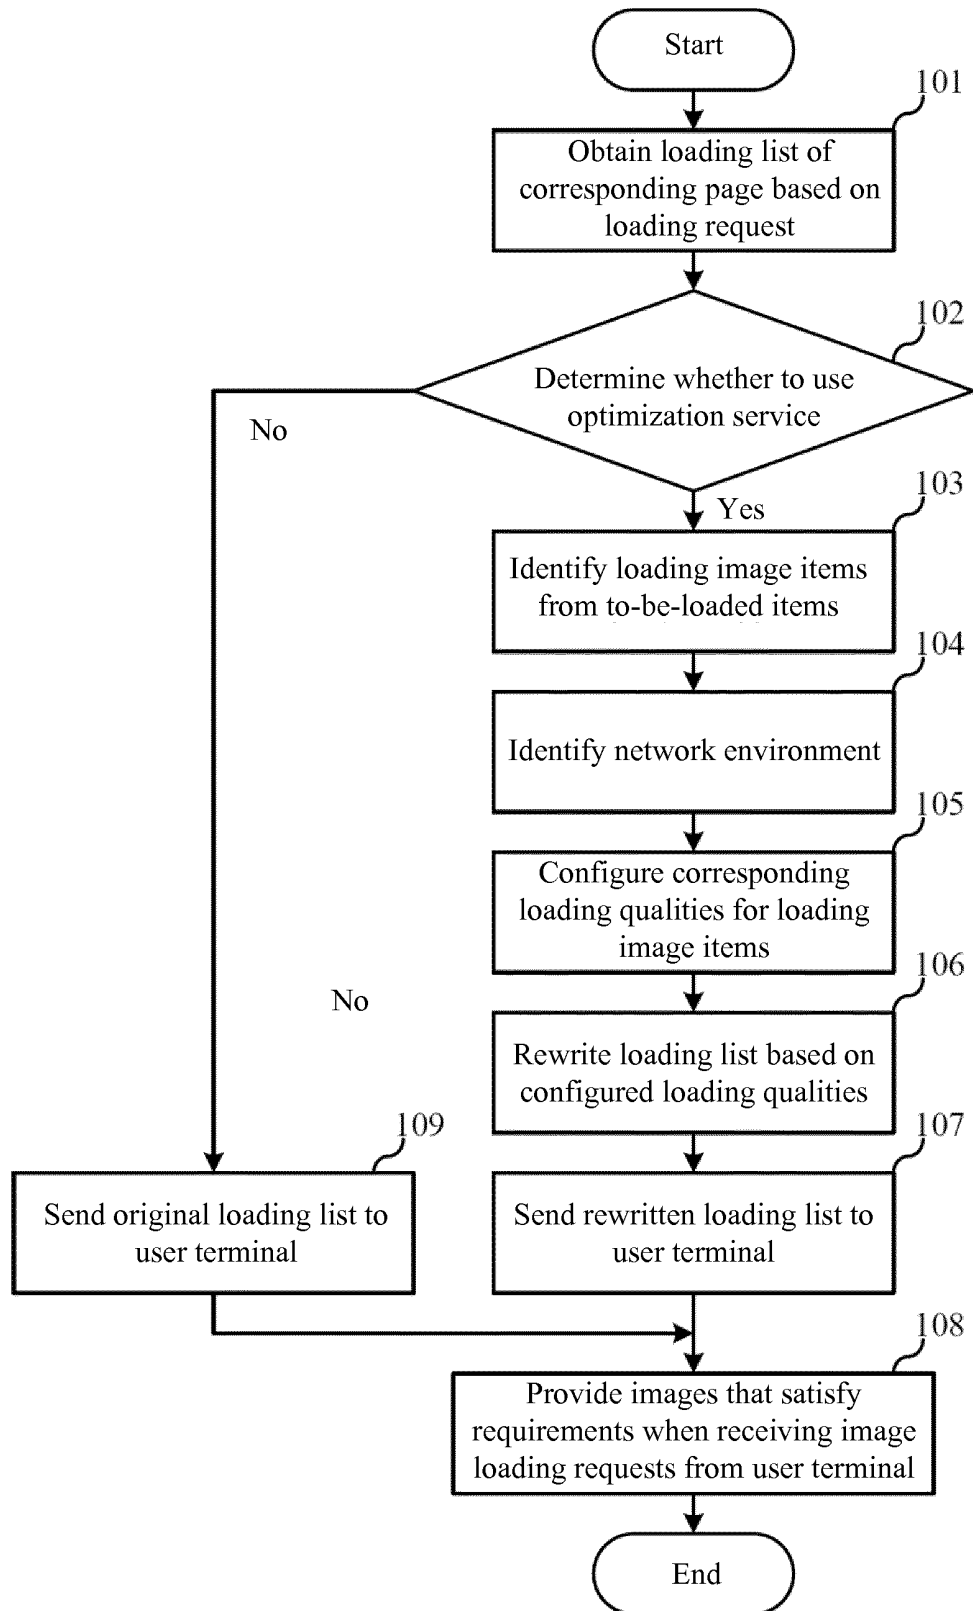 Start
101
Obtain loading list of
corresponding page based on
loading request
102
Determine whether to use
optimization service
No
Yes
103
Identify loading image items
from to-be-loaded items
104
Identify network environment
105
Configure corresponding
loading qualities for loading
image items
106
No
Rewrite loading list based on
configured loading qualities
109
107
Send original loading list to
user terminal
Send rewritten loading list to
user terminal
108
Provide images that satisfy
requirements when receiving image
loading requests from user terminal
End